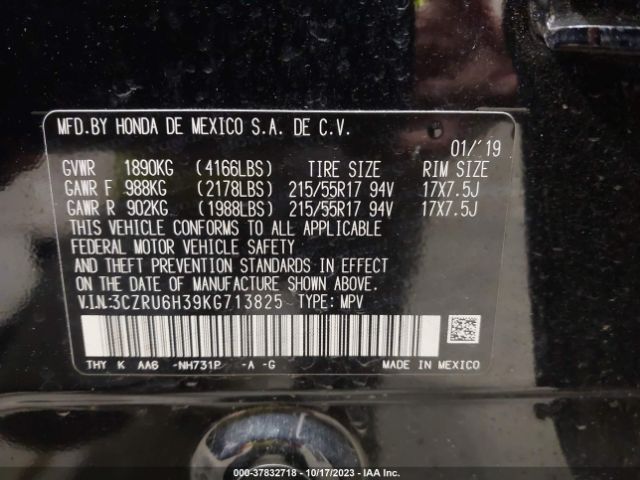 MFD.BY HONDA DE MEXICO S.A. DE C.V.
01/'19
GVWR 1890KG (4166LBS) TIRE SIZE RIM SIZE
GAWR F 988KG (2178LBS) 215/55R17 94V 17X7.5J
GAWR R 902KG (1988LBS) 215/55R17 94V 17X7.5J
THIS VEHICLE CONFORMS TO ALL APPLICABLE
FEDERAL MOTOR VEHICLE SAFETY
AND THEFT PREVENTION STANDARDS IN EFFECT
ON THE DATE OF MANUFACTURE SHOWN ABOVE.
V.I.N.:3CZRU6H39KG713825 TYPE: MPV
THY K AA6 -NH731P -A -G MADE IN MEXICO
000-37832718 | 10/17/2023 | IAA Inc.